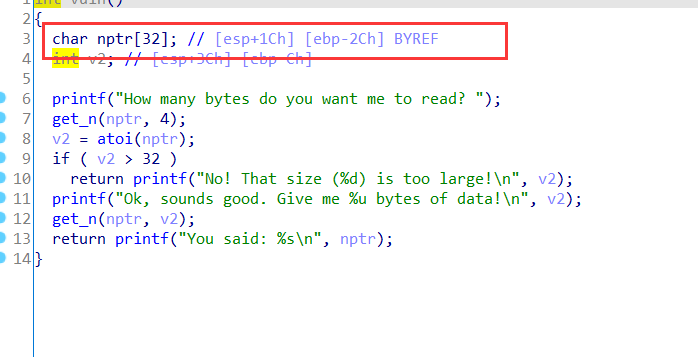 int vuln()
2 {
3 char nptr[32]; // [esp+1Ch] [ebp-2Ch] BYREF
4 int v2; // [esp+3Ch] [ebp-Ch]
5
6 printf("How many bytes do you want me to read? ");
7 get_n(nptr, 4);
8 v2 = atoi(nptr);
9 if ( v2 > 32 )
10 return printf("No! That size (%d) is too large!\n", v2);
11 printf("Ok, sounds good. Give me %u bytes of data!\n", v2);
12 get_n(nptr, v2);
13 return printf("You said: %s\n", nptr);
14 }